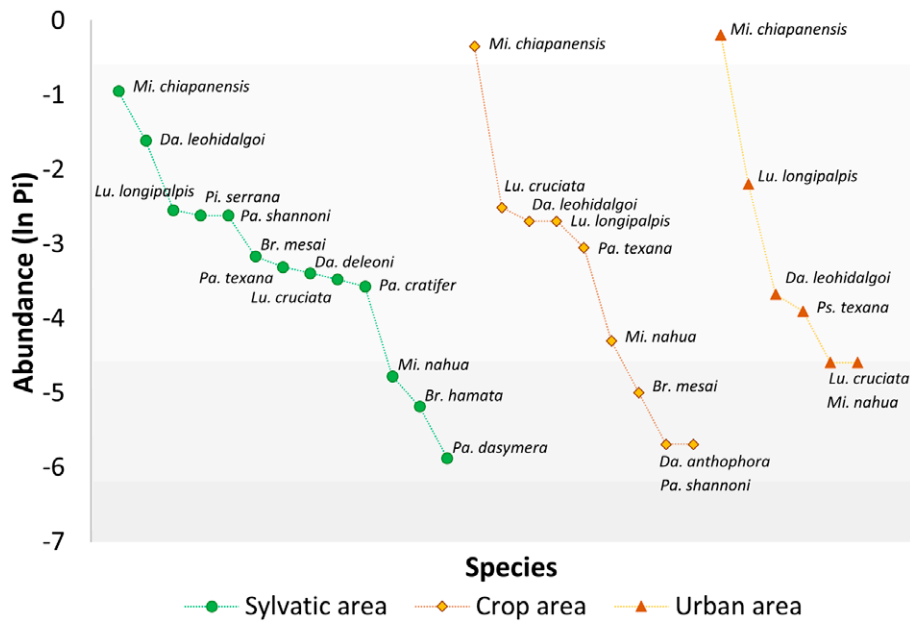 0
-1
-2
-3
-4
-5
-6
-7
Abundance (ln Pi)
Mi. chiapanensis
Da. leohidalgoi
Lu. longipalpis
Pi. serrana
Pa. shannoni
Br. mesai
Pa. texana
Da. deleoni
Lu. cruciata
Pa. cratifer
Mi. nahua
Br. hamata
Pa. dasymera
Mi. chiapanensis
Lu. cruciata
Da. leohidalgoi
Lu. longipalpis
Pa. texana
Mi. nahua
Br. mesai
Da. anthophora
Pa. shannoni
Mi. chiapanensis
Lu. longipalpis
Da. leohidalgoi
Ps. texana
Lu. cruciata
Mi. nahua
Species
Sylvatic area
Crop area
Urban area